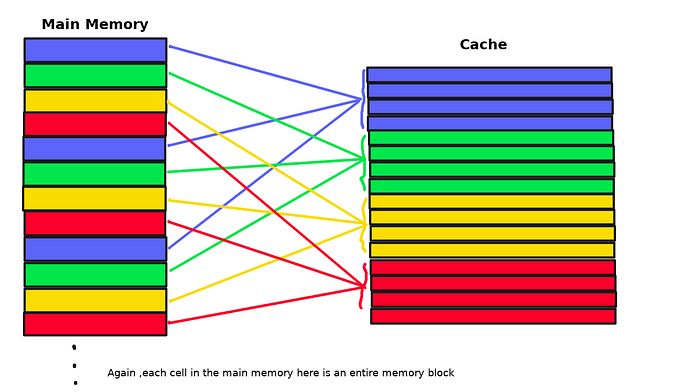 Main Memory
Cache
Again ,each cell in the main memory here is an entire memory block